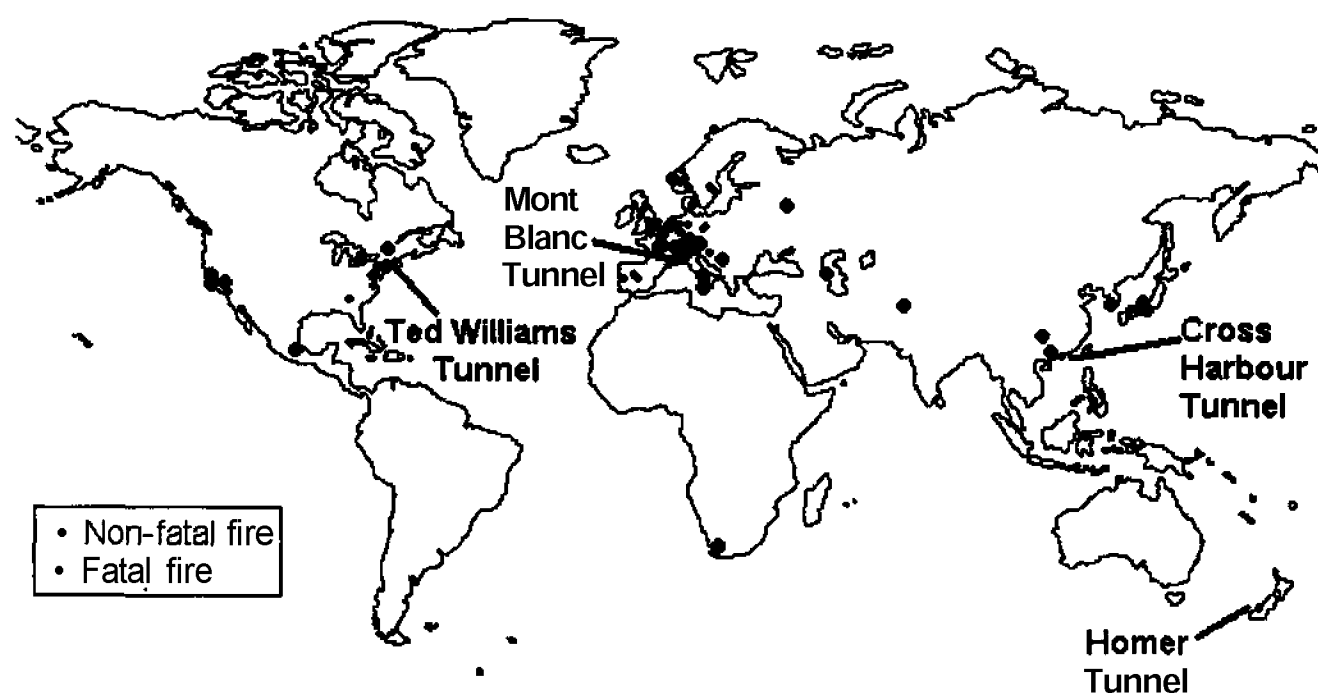 Mont
Blanc
Tunnel
Ted Williams
Tunnel
Cross
Harbour
Tunnel
Non-fatal fire
Fatal fire
Homer
Tunnel